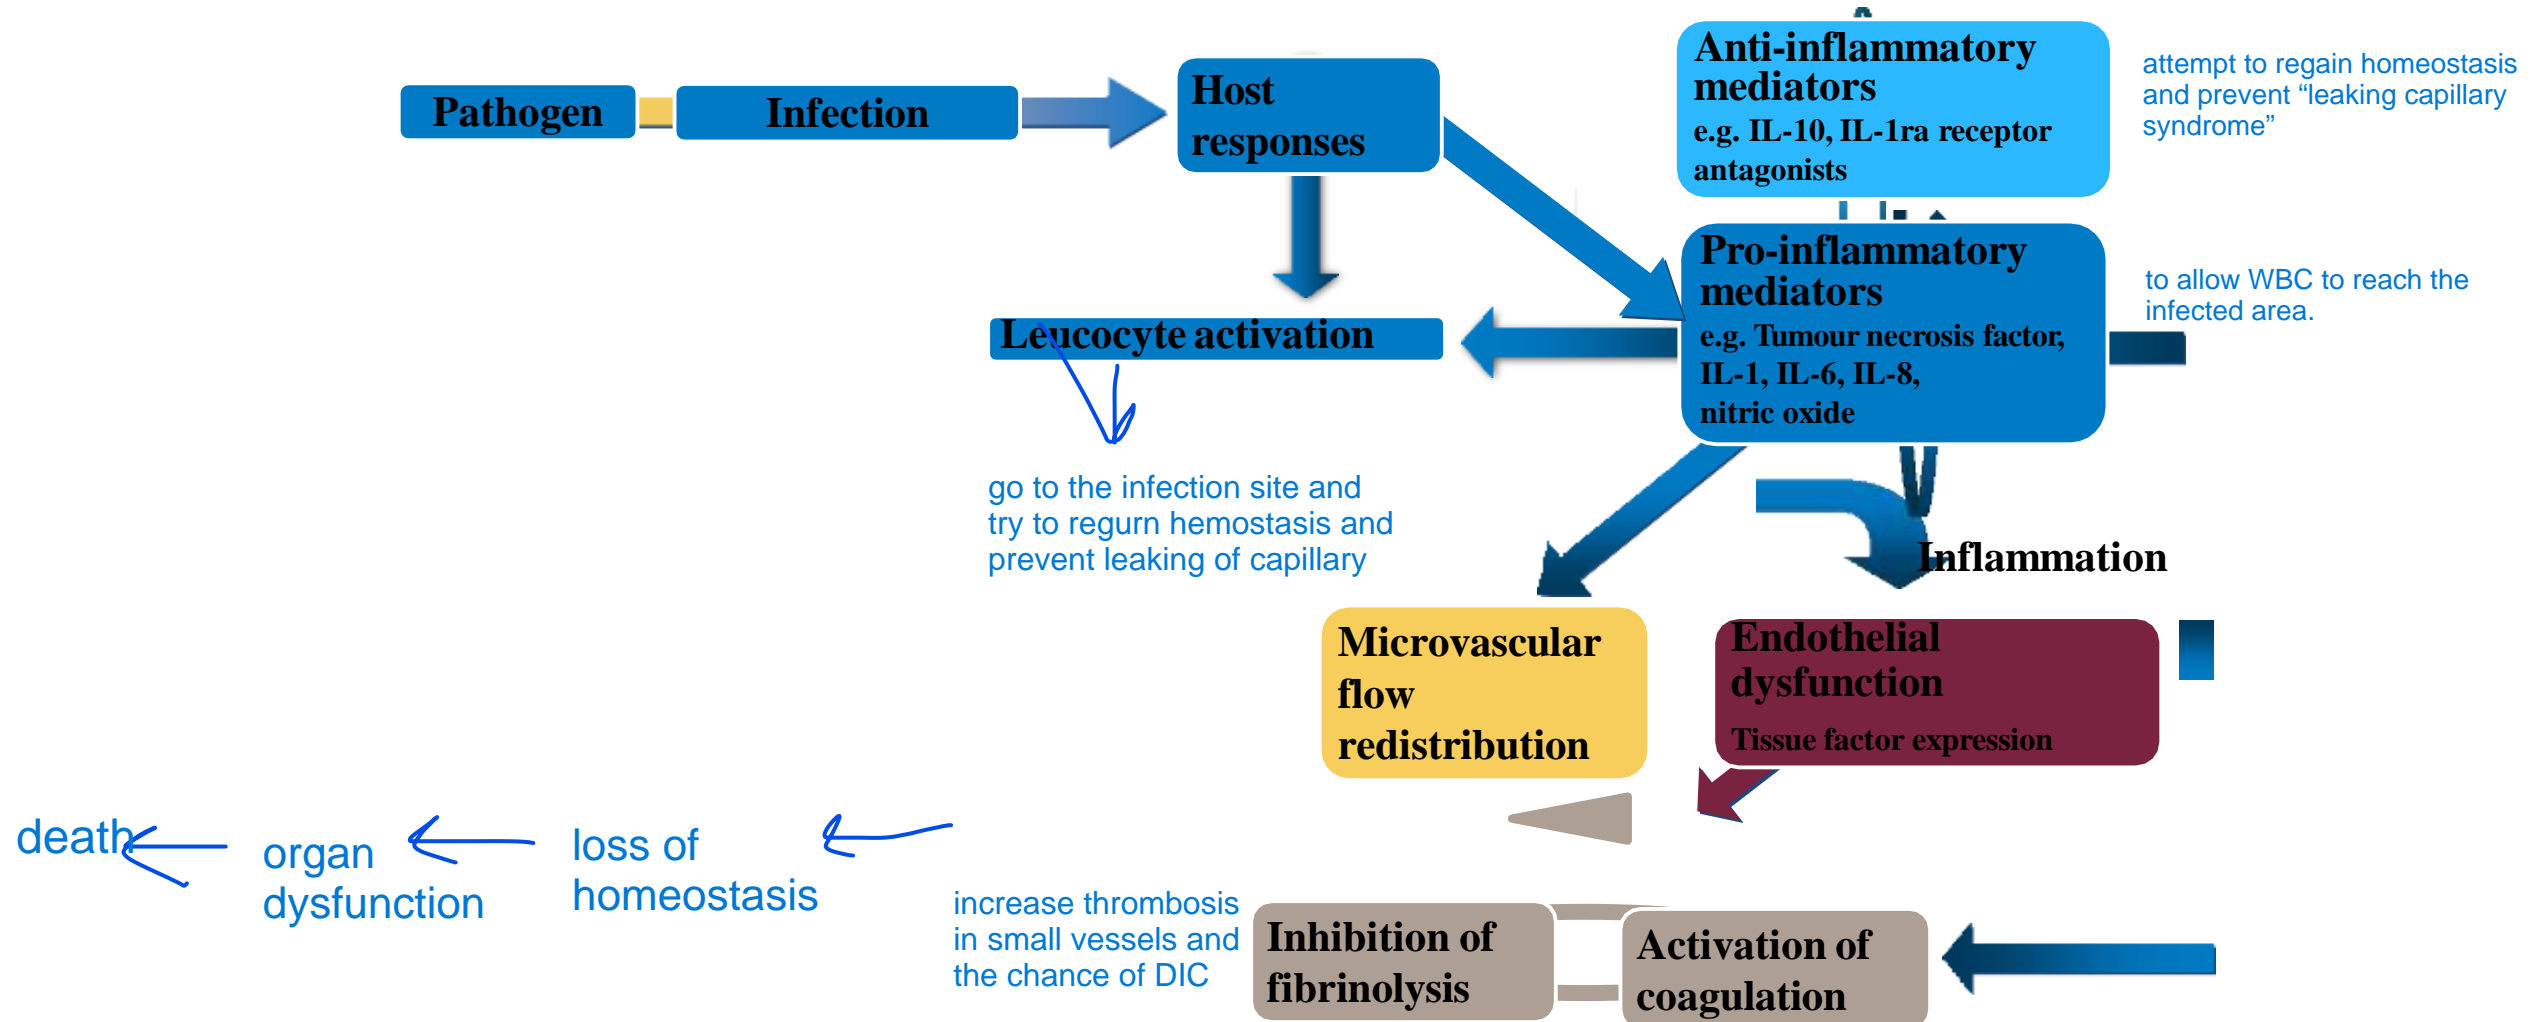 Pathogen
Infection
Host
responses
Anti-inflammatory
mediators
e.g. IL-10, IL-1ra receptor
antagonists
attempt to regain homeostasis
and prevent “leaking capillary
syndrome”
Pro-inflammatory
mediators
e.g. Tumour necrosis factor,
IL-1, IL-6, IL-8,
nitric oxide
to allow WBC to reach the
infected area.
Leucocyte activation
go to the infection site and
try to regurn hemostasis and
prevent leaking of capillary
Inflammation
Microvascular
flow
redistribution
Endothelial
dysfunction
Tissue factor expression
death
organ
dysfunction
loss of
homeostasis
increase thrombosis
in small vessels and
the chance of DIC
Inhibition of
fibrinolysis
Activation of
coagulation